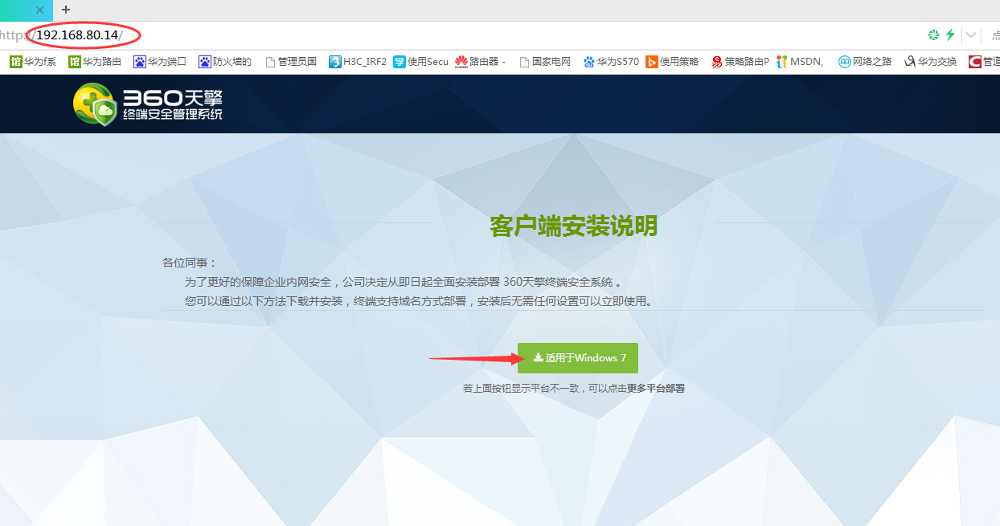 http://192.168.80.14/
点
华为f系 华为路由 华为端口 防火墙的 管理员国 H3C_IRF2 使用Secu 路由器 - 国家电网 华为S570 使用策略 策略路由P MSDN, 网络之路 华为交换 管道
360天擎
终端安全管理系统
客户端安装说明
各位同事：
为了更好的保障企业内网安全，公司决定从即日起全面安装部署 360天擎终端安全系统 。
您可以通过以下方法下载并安装，终端支持域名方式部署，安装后无需任何设置可以立即使用。
适用于Windows 7
若上面按钮显示平台不一致，可以点击更多平台部署